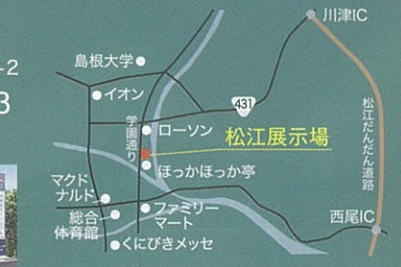 川津IC
島根大学
-2
イオン
3
431
学園通り
ローソン
松江展示場
松江だんだん道路
ほっかほっか亭
マクド
ナルド
総合
体育館
ファミリー
マート
西尾IC
くにびきメッセ